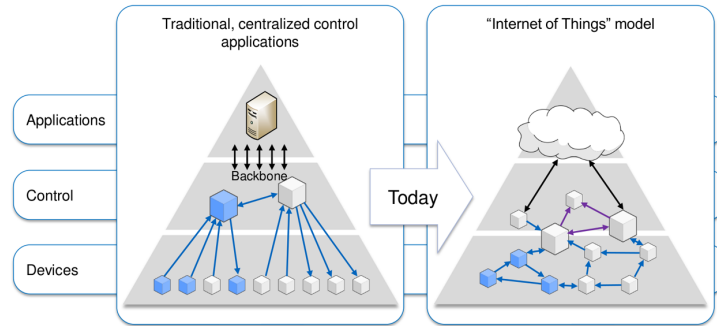 Traditional, centralized control
applications
“Internet of Things” model
Applications
Backbone
Control
Today
Devices